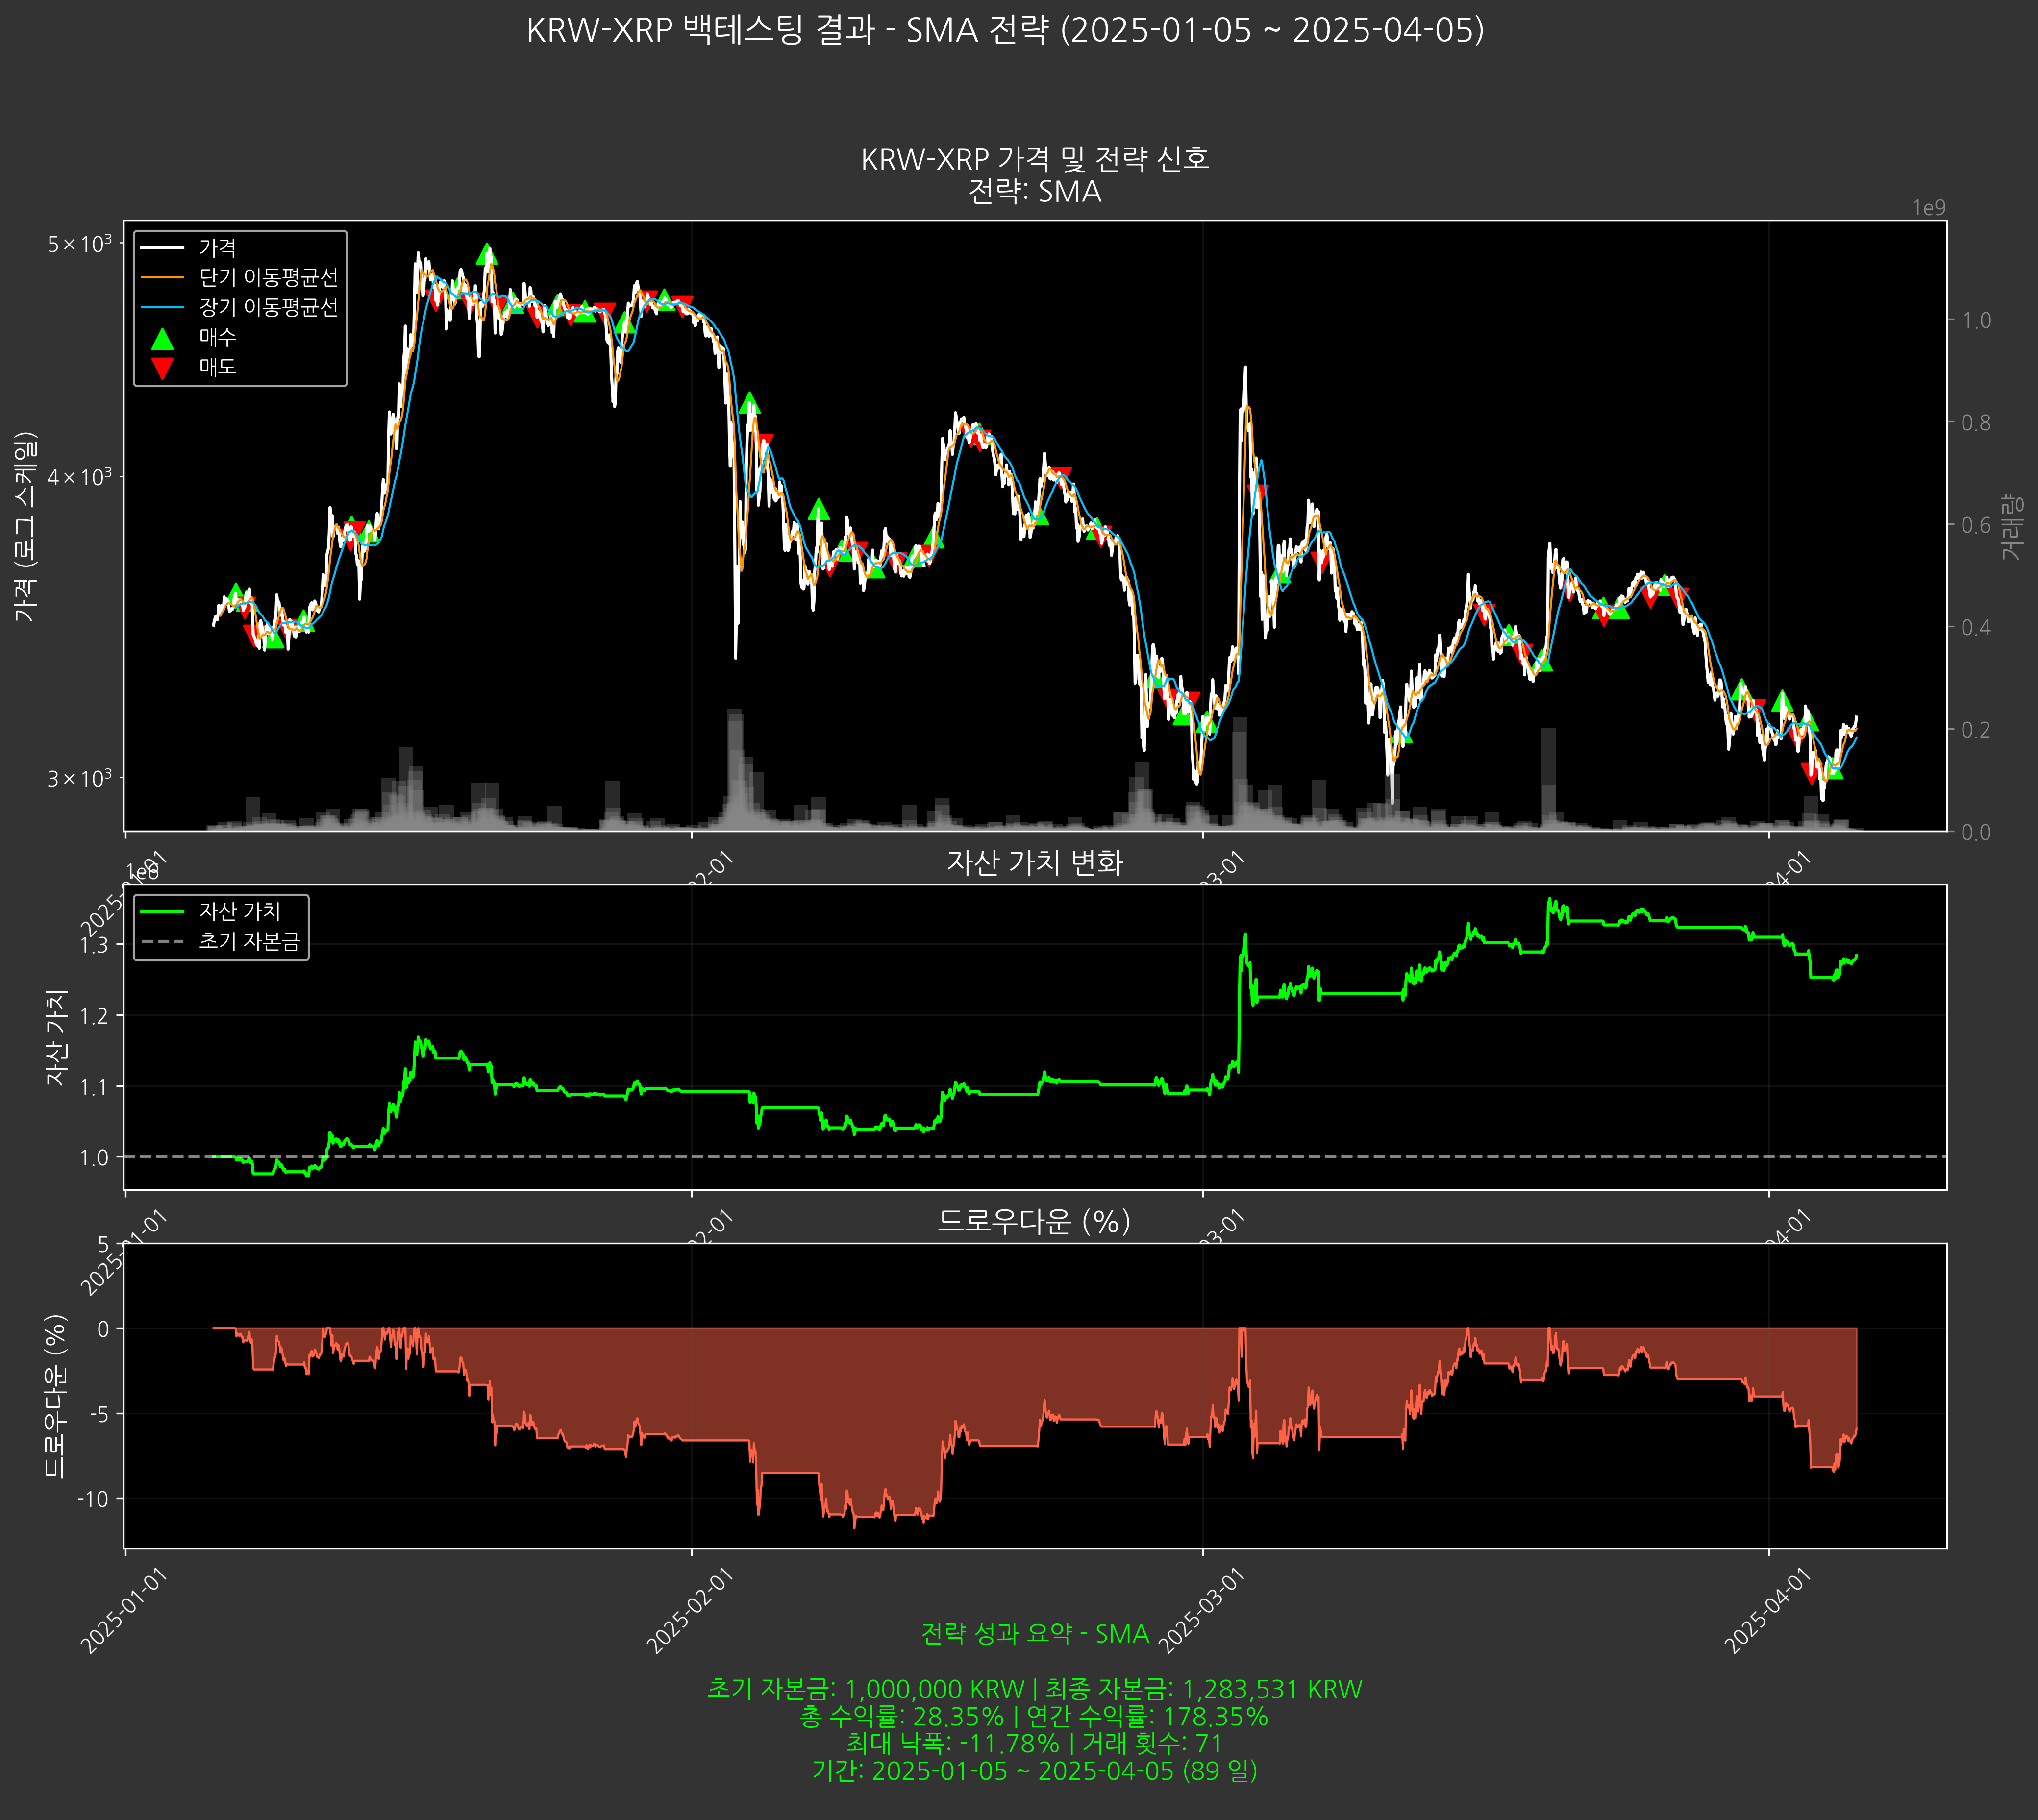 KRW-XRP 백테스팅 결과 - SMA 전략 (2025-01-05 ~ 2025-04-05)
KRW-XRP 가격 및 전략 신호
전략: SMA
1e9
가격
단기 이동평균선
장기 이동평균선
매수
매도
5 × 10³
4 × 10³
3 × 10³
가격 (로그 스케일)
1.0
0.8
0.6
0.4
0.2
0.0
거래량
자산 가치 변화
1e6
자산 가치
초기 자본금
1.3
1.2
1.1
1.0
자산 가치
드로우다운 (%)
5
0
-5
-10
드로우다운 (%)
2025-01-01
2025-02-01
2025-03-01
2025-04-01
전략 성과 요약 - SMA
초기 자본금: 1,000,000 KRW | 최종 자본금: 1,283,531 KRW
총 수익률: 28.35% | 연간 수익률: 178.35%
최대 낙폭: -11.78% | 거래 횟수: 71
기간: 2025-01-05 ~ 2025-04-05 (89 일)